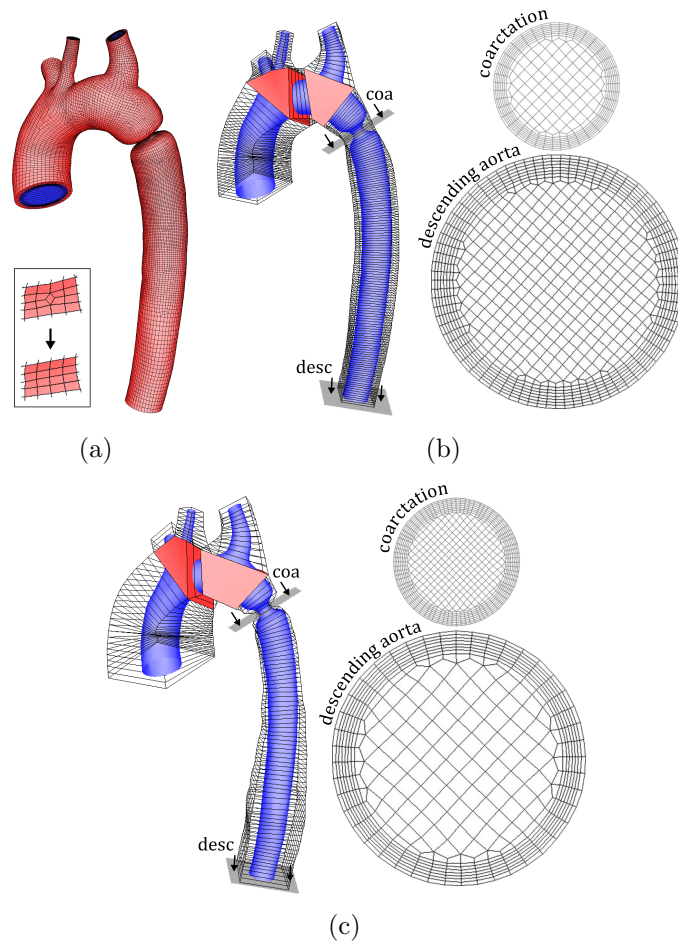 coarctation
coa
descending aorta
desc
(a)
(b)
coarctation
coa
descending aorta
desc
(c)